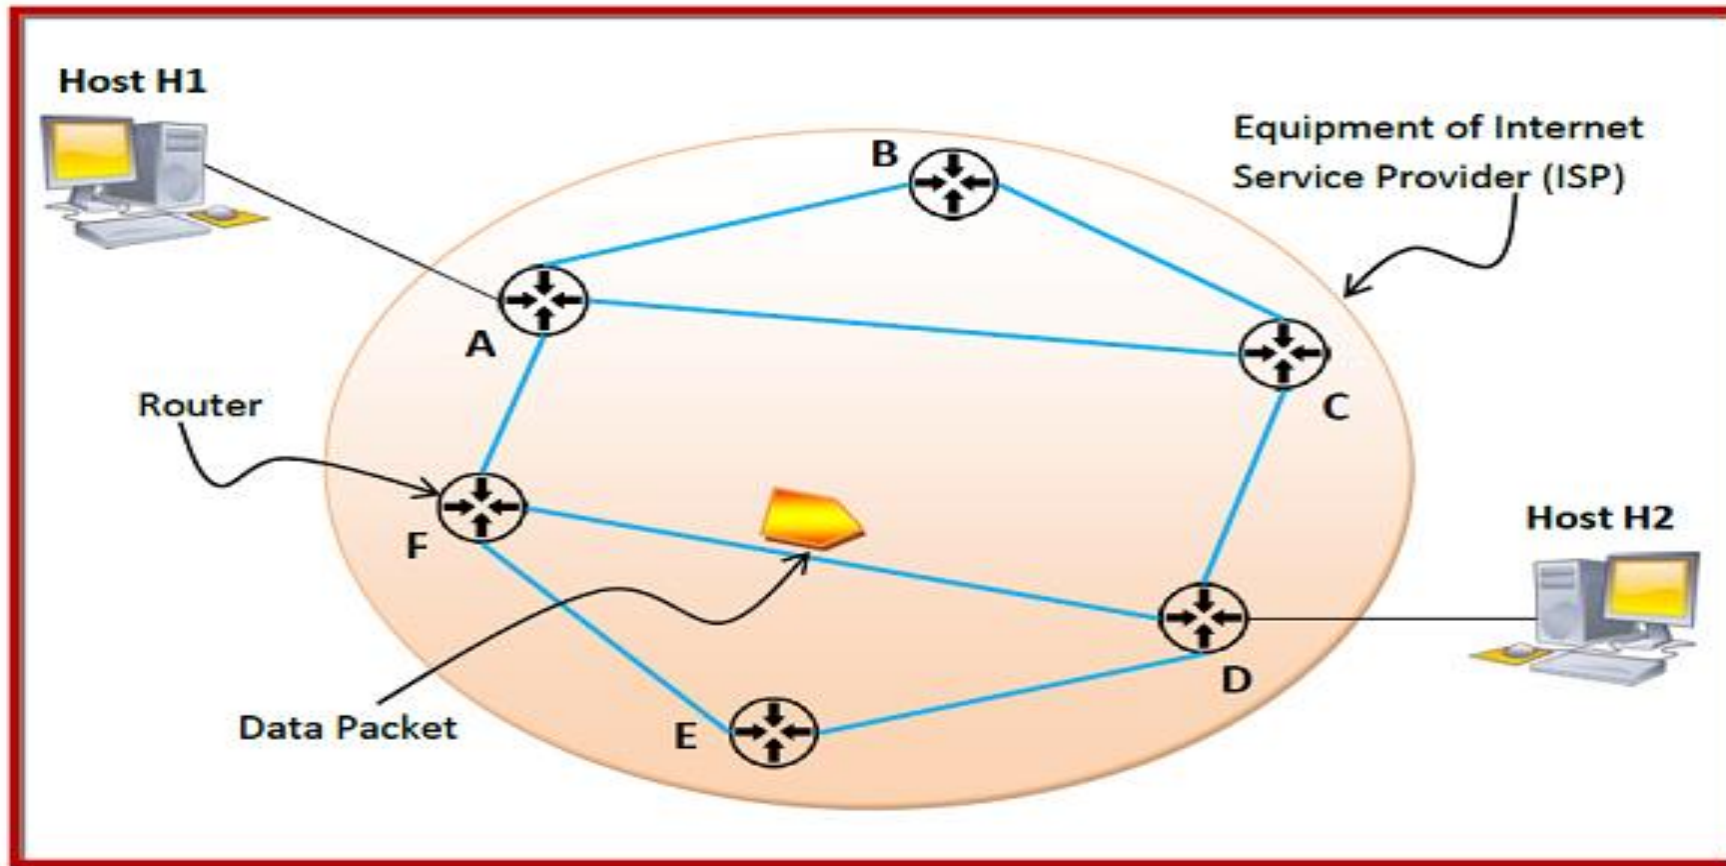 Host H1
Equipment of Internet
Service Provider (ISP)
B
A
C
Router
Host H2
F
D
Data Packet
E